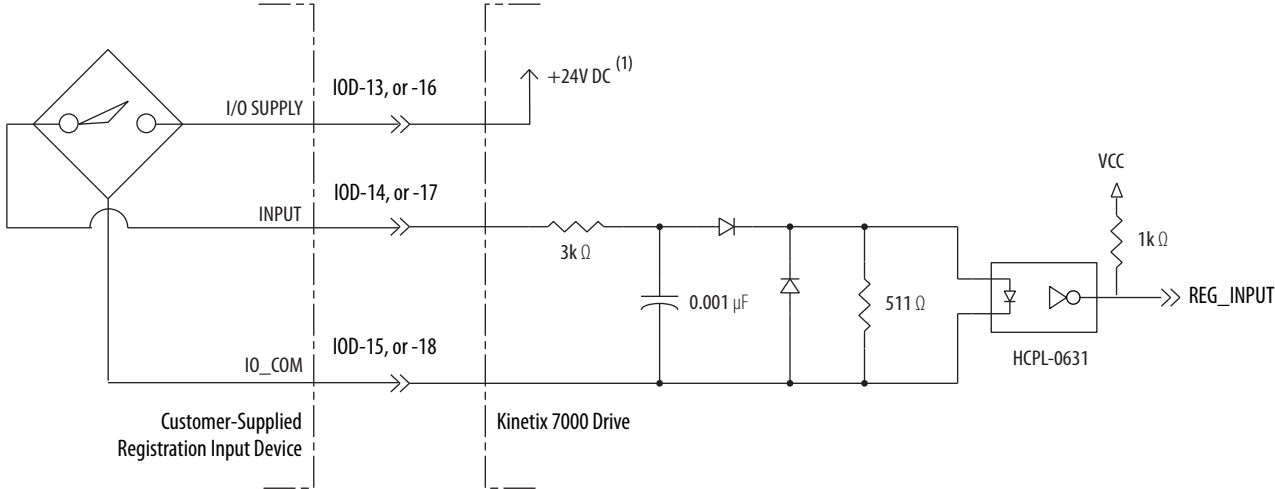 IOD-13, or -16
+24V DC (1)
I/O SUPPLY
IOD-14, or -17
INPUT
VCC
3k Ω
1k Ω
0.001 µF
511 Ω
REG_INPUT
IOD-15, or -18
IO_COM
HCPL-0631
Customer-Supplied
Registration Input Device
Kinetix 7000 Drive